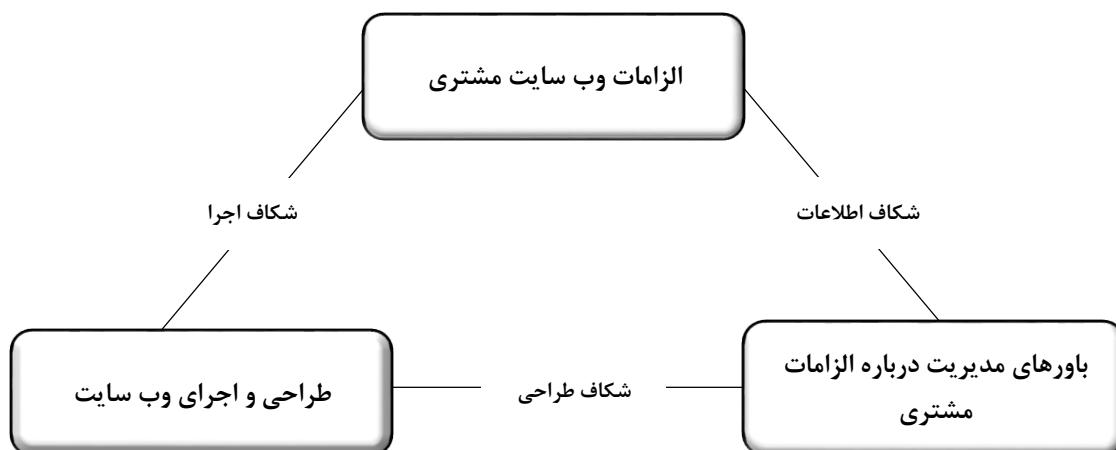 الزامات وب سایت مشتری
شکاف اطلاعات
شکاف اجرا
باورهای مدیریت درباره الزامات
مشتری
شکاف طراحی
طراحی و اجرای وب سایت